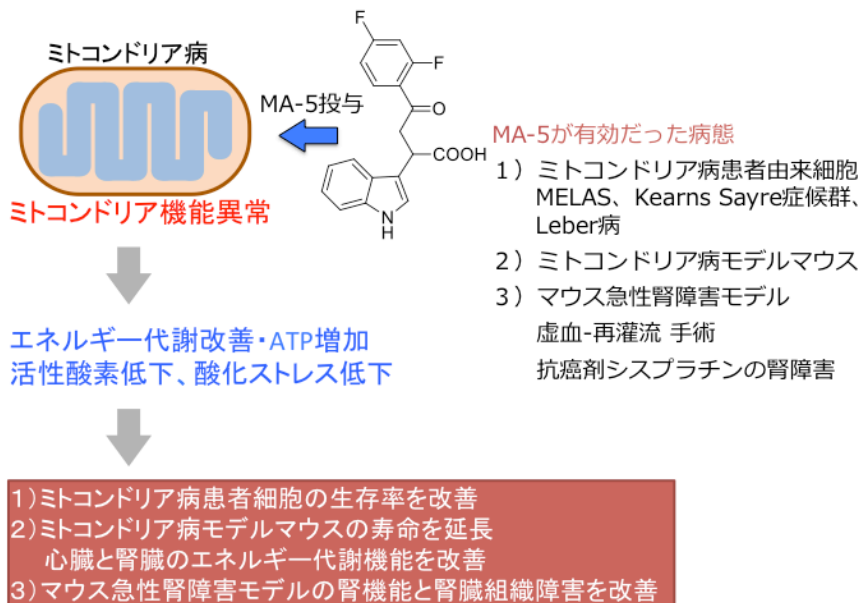 ミトコンドリア病
MA-5投与
ミトコンドリア機能異常
F
F
O
COOH
N
H
MA-5が有効だった病態
1）ミトコンドリア病患者由来細胞
MELAS、Kearns Sayre症候群、
Leber病
2）ミトコンドリア病モデルマウス
3）マウス急性腎障害モデル
虚血-再灌流 手術
抗癌剤シスプラチンの腎障害
エネルギー代謝改善・ATP増加
活性酸素低下、酸化ストレス低下
1）ミトコンドリア病患者細胞の生存率を改善
2）ミトコンドリア病モデルマウスの寿命を延長
心臓と腎臓のエネルギー代謝機能を改善
3）マウス急性腎障害モデルの腎機能と腎臓組織障害を改善